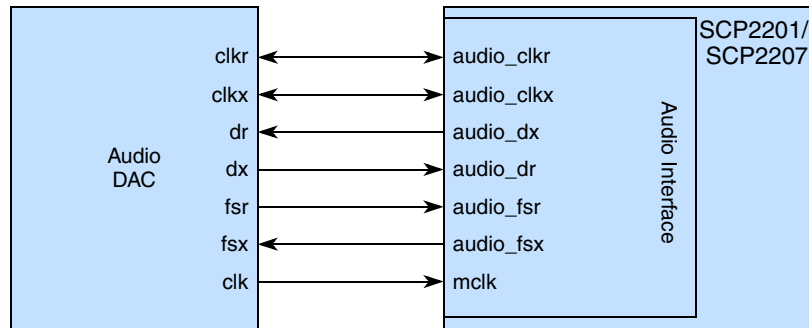 SCP2201/
SCP2207
clkr
audio_clkr
clkx
audio_clkx
dr
audio_dx
Audio
DAC
dx
audio_dr
fsr
audio_fsr
fsx
audio_fsx
clk
mclk
Audio Interface